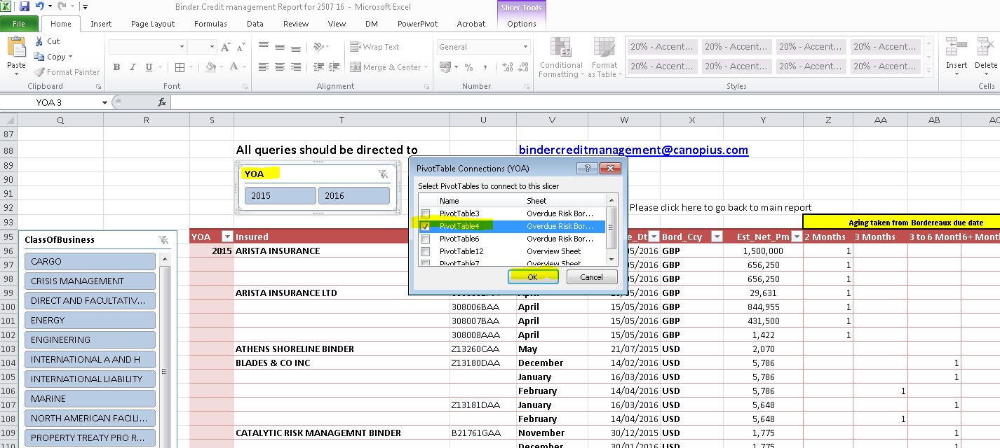 Binder Credit management Report for 2507 16 - Microsoft Excel
Slicer Tools
File Home Insert Page Layout Formulas Data Review View DM PowerPivot Acrobat Options
Paste
Cut
Copy
Format Painter
Clipboard
B I U
A A
A
Font
Wrap Text
Merge & Center
Alignment
General
%
Number
Conditional Formatting
Format as Table
20% - Accent... 20% - Accent... 20% - Accent... 20% - Accent...
20% - Accent... 20% - Accent... 20% - Accent... 20% - Accent...
Styles
Insert Delete
Cells
YOA 3 fx
Q R S T U V W X Y Z AA AB AC
87
88 All queries should be directed to bindercreditmanagement@canopius.com
89
90
91
92 Please click here to go back to main report
93
YOA
2015 2016
PivotTable Connections (YOA)
Select PivotTables to connect to this slicer
Name Sheet
PivotTable3 Overdue Risk Bor...
PivotTable4 Overdue Risk Bor...
PivotTable6 Overdue Risk Bor...
PivotTable12 Overview Sheet
PivotTable7 Overview Sheet
OK Cancel
Aging taken from Bordereaux due date
ClassOfBusiness
CARGO
CRISIS MANAGEMENT
DIRECT AND FACULTATIV...
ENERGY
ENGINEERING
INTERNATIONAL A AND H
INTERNATIONAL LIABILITY
MARINE
NORTH AMERICAN FACILI...
PROPERTY TREATY PRO R...
95 YOA Insured e_Dt Bord_Ccy Est_Net_Pm 2 Months 3 Months 3 to 6 Montl 6+ Mont
96 2015 ARISTA INSURANCE 05/2016 GBP 1,500,000 1
97 05/2016 GBP 656,250 1
98 05/2016 GBP 656,250 1
99 ARISTA INSURANCE LTD April 05/2016 GBP 29,631 1
100 308006BAA April 15/05/2016 GBP 844,955 1
101 308007BAA April 15/05/2016 GBP 431,500 1
102 308008AAA April 15/05/2016 GBP 1,422 1
103 ATHENS SHORELINE BINDER Z13260CAA May 21/07/2015 USD 2,070
104 BLADES & CO INC Z13180DAA December 14/02/2016 USD 5,786 1
105 January 16/03/2016 USD 5,786 1
106 February 14/04/2016 USD 5,786 1
107 Z13181DAA January 16/03/2016 USD 5,648 1
108 February 14/04/2016 USD 5,648 1
109 CATALYTIC RISK MANAGEMNT BINDER B21761GAA November 30/12/2015 USD 1,775 1
110 December 30/01/2016 USD 1,775 1